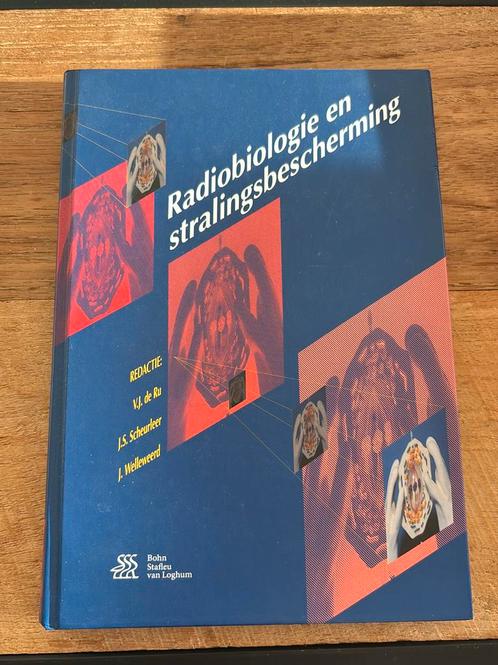 Radiobiologie en
stralingsbescherming
REDACTIE:
V.J. de Ru
J.S. Scheurleer
J. Welleweerd
Bohn
Stafleu
van Loghum